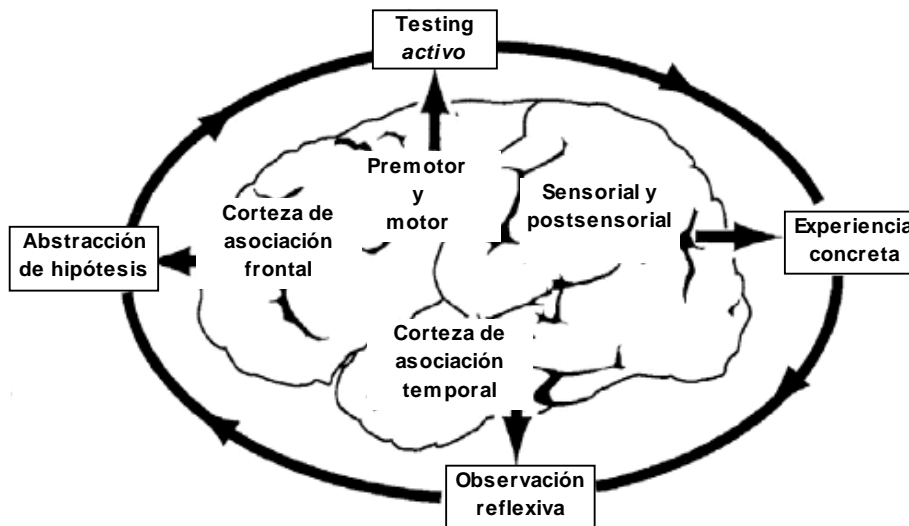 Testing
activo
Premotor
y
motor
Sensorial y
postsensorial
Corteza de
asociación
frontal
Abstracción
de hipótesis
Experiencia
concreta
Corteza de
asociación
temporal
Observación
reflexiva